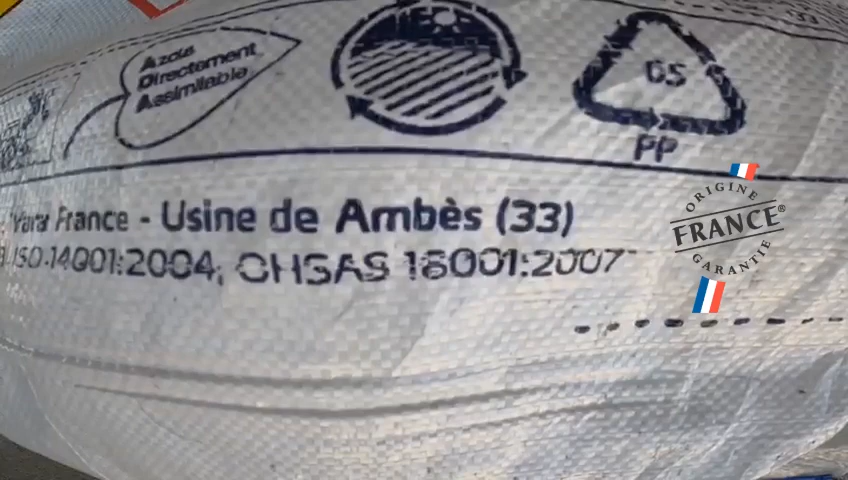 33
Azote
Directement
Assimilable
05
PP
Yara France - Usine de Ambès (33)
ISO 14001:2004, OHSAS 18001:2007
ORIGINE
FRANCE®
GARANTIE